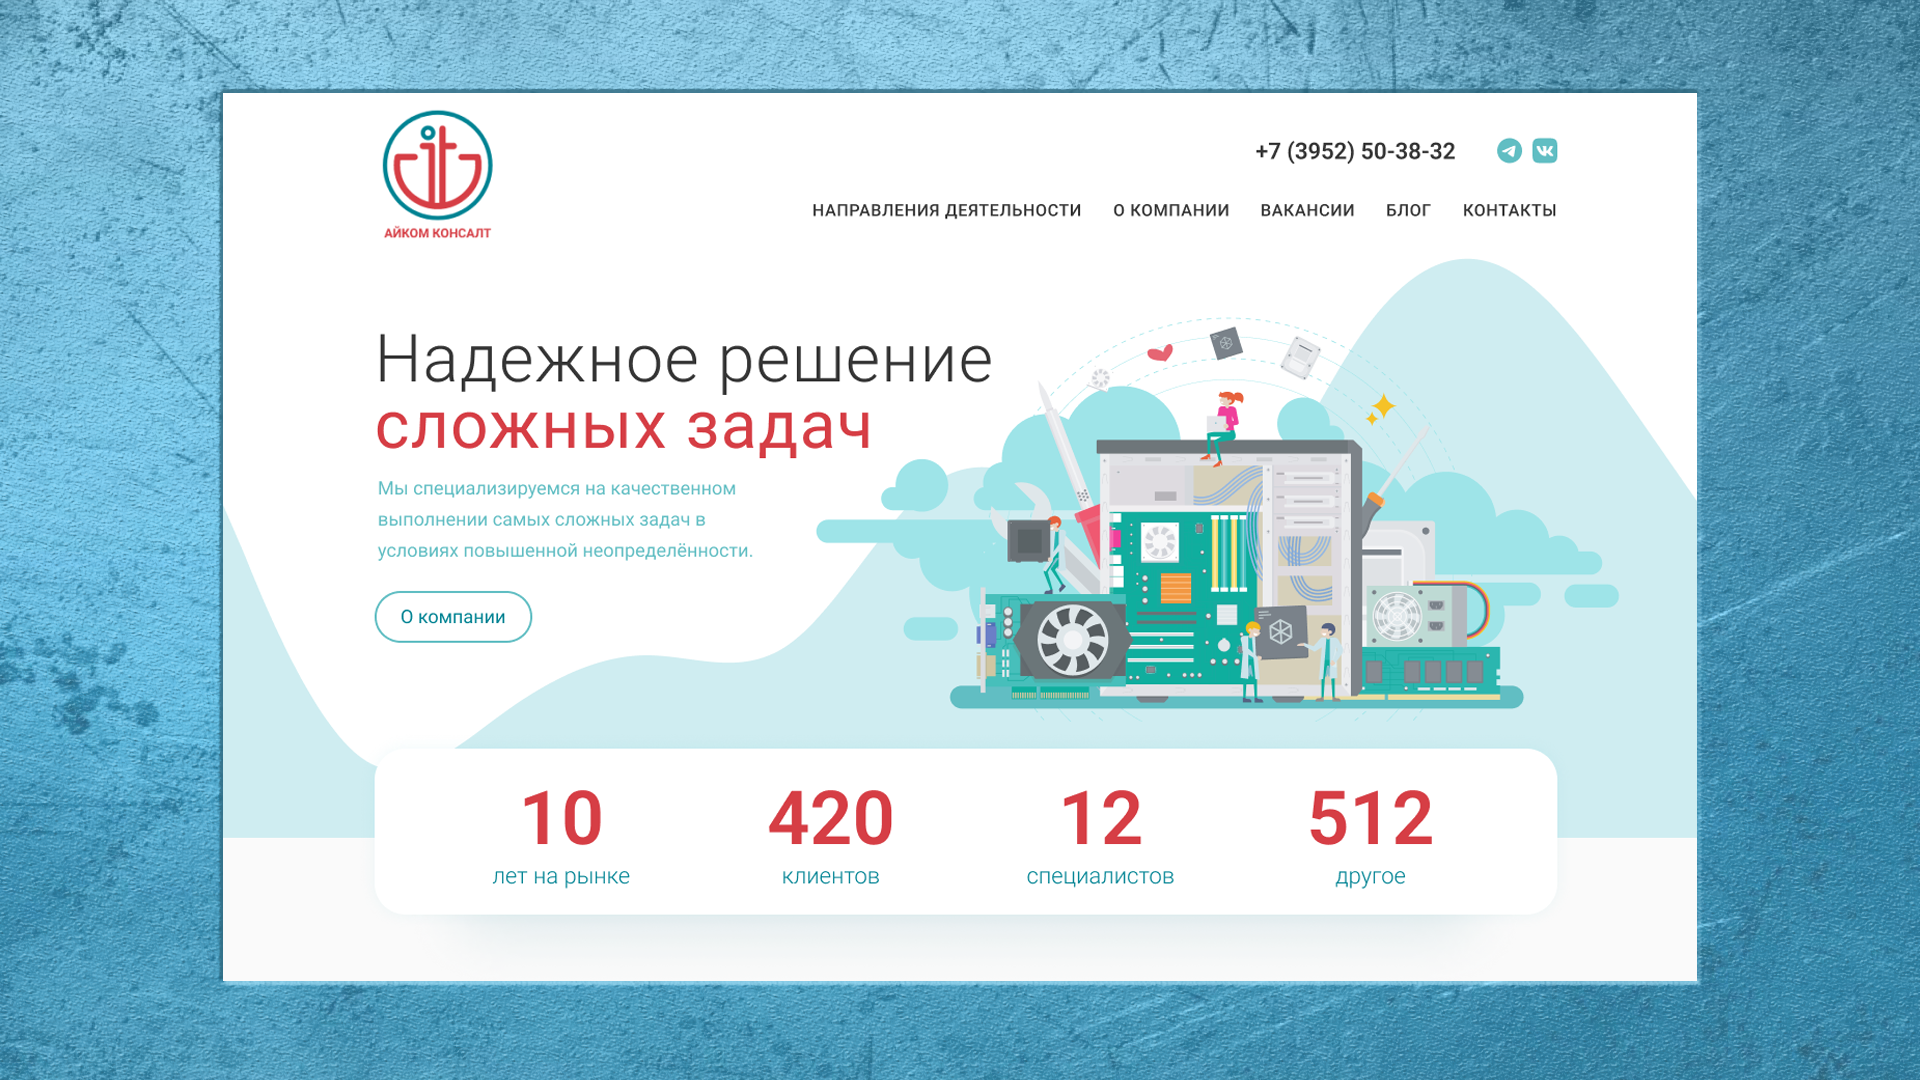 АЙКОМ КОНСАЛТ
+7 (3952) 50-38-32
НАПРАВЛЕНИЯ ДЕЯТЕЛЬНОСТИ О КОМПАНИИ ВАКАНСИИ БЛОГ КОНТАКТЫ
Надежное решение
сложных задач
Мы специализируемся на качественном
выполнении самых сложных задач в
условиях повышенной неопределённости.
О компании
10 420 12 512
лет на рынке клиентов специалистов другое